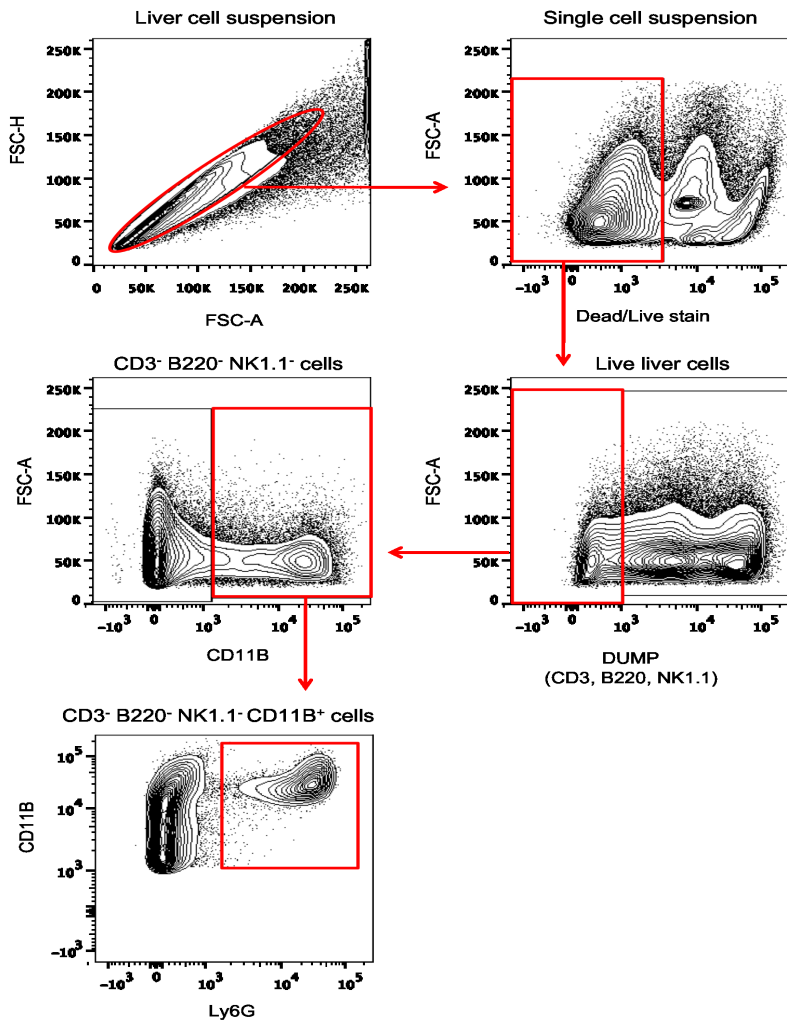 Liver cell suspension
250K
200K
150K
100K
50K
0
FSC-H
0 50K 100K 150K 200K 250K
FSC-A
Single cell suspension
250K
200K
150K
100K
50K
0
FSC-A
-10³ 0 10³ 10⁴ 10⁵
Dead/Live stain
CD3⁻ B220⁻ NK1.1⁻ cells
250K
200K
150K
100K
50K
0
FSC-A
-10³ 0 10³ 10⁴ 10⁵
CD11B
Live liver cells
250K
200K
150K
100K
50K
0
FSC-A
-10³ 0 10³ 10⁴ 10⁵
DUMP
(CD3, B220, NK1.1)
CD3⁻ B220⁻ NK1.1⁻ CD11B⁺ cells
10⁵
10⁴
10³
-10³
CD11B
-10³ 0 10³ 10⁴ 10⁵
Ly6G